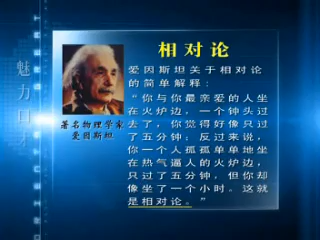 相对论
爱因斯坦关于相对论
的简单解释：
“你与你最亲爱的人坐
在火炉边，一个钟头过
去了，你觉得好像只过
了五分钟；反过来说，
你一个人孤孤单单地坐
在热气逼人的火炉边，
只过了五分钟，但你却
像坐了一个小时。这就
是相对论。”
著名物理学家
爱因斯坦
魅力口才